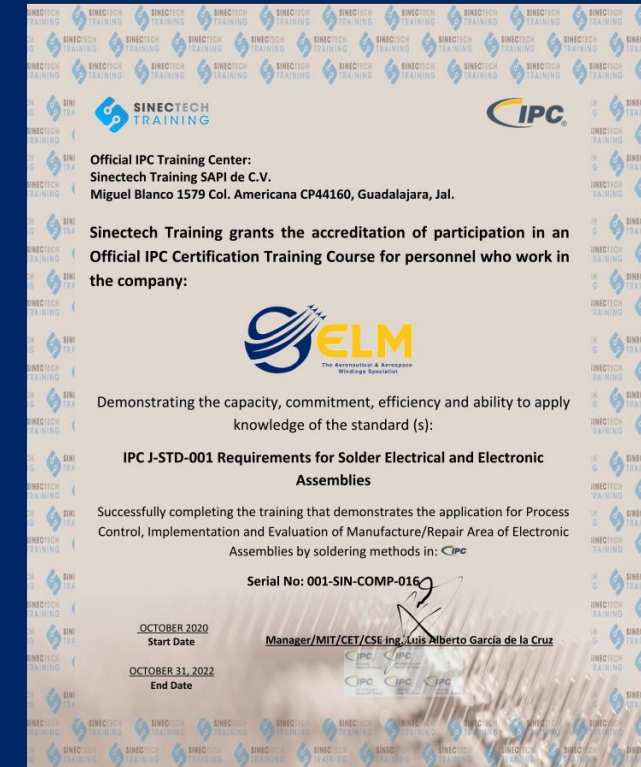 SINECTECH
TRAINING
IPC
Official IPC Training Center:
Sinectech Training SAPI de C.V.
Miguel Blanco 1579 Col. Americana CP44160, Guadalajara, Jal.
Sinectech Training grants the accreditation of participation in an
Official IPC Certification Training Course for personnel who work in
the company:
SELM
The Aeronautical & Aerospace
Windings Specialist
Demonstrating the capacity, commitment, efficiency and ability to apply
knowledge of the standard (s):
IPC J-STD-001 Requirements for Solder Electrical and Electronic
Assemblies
Successfully completing the training that demonstrates the application for Process
Control, Implementation and Evaluation of Manufacture/Repair Area of Electronic
Assemblies by soldering methods in: IPC
Serial No: 001-SIN-COMP-016
OCTOBER 2020
Start Date
Manager/MIT/CET/CSE Ing. Luis Alberto García de la Cruz
OCTOBER 31, 2022
End Date
IPC IPC
IPC IPC IPC